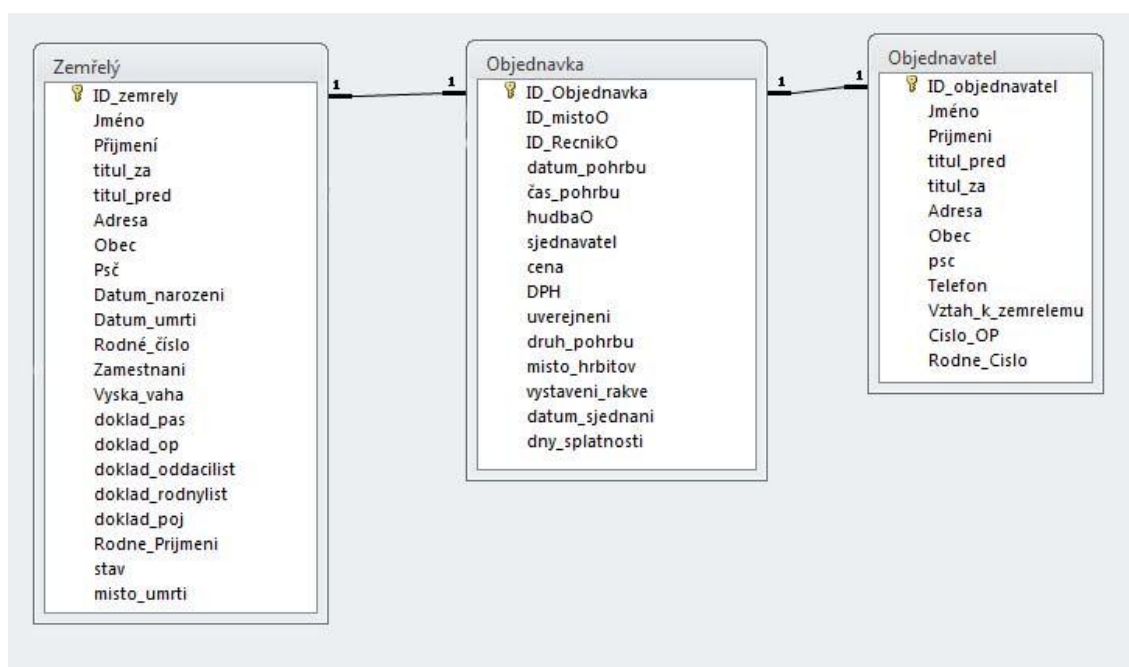 Zemřelý
ID_zemrely
Jméno
Přijmení
titul_za
titul_pred
Adresa
Obec
Psč
Datum_narozeni
Datum_umrti
Rodné_číslo
Zamestnani
Vyska_vaha
doklad_pas
doklad_op
doklad_oddacilist
doklad_rodnylist
doklad_poj
Rodne_Prijmeni
stav
misto_umrti
1
1
Objednavka
ID_Objednavka
ID_mistoO
ID_RecnikO
datum_pohrbu
čas_pohrbu
hudbaO
sjednavatel
cena
DPH
uverejneni
druh_pohrbu
misto_hrbitov
vystaveni_rakve
datum_sjednani
dny_splatnosti
1
1
Objednavatel
ID_objednavatel
Jméno
Prijmeni
titul_pred
titul_za
Adresa
Obec
psc
Telefon
Vztah_k_zemrelemu
Cislo_OP
Rodne_Cislo